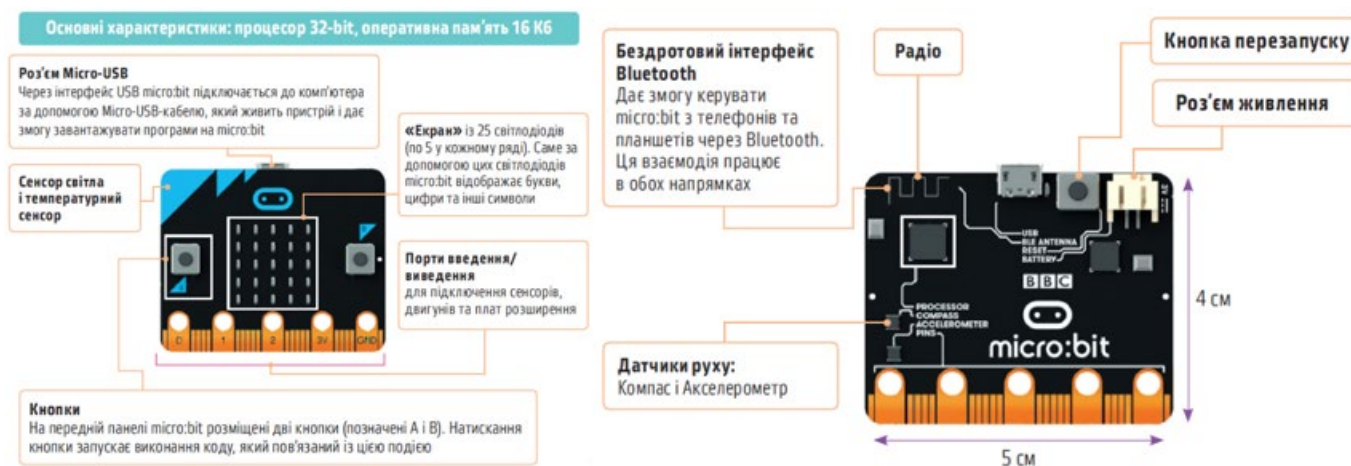 Основні характеристики: процесор 32-bit, оперативна пам'ять 16 Кб
Роз'єм Micro-USB
Через інтерфейс USB micro:bit підключається до комп'ютера
за допомогою Micro-USB-кабелю, який живить пристрій і дає
змогу завантажувати програми на micro:bit
«Екран» із 25 світлодіодів
(по 5 у кожному ряді). Саме за
допомогою цих світлодіодів
micro:bit відображає букви,
цифри та інші символи
Сенсор світла
і температурний
сенсор
A
B
Порти введення/
виведення
для підключення сенсорів,
двигунів та плат розширення
0
1
2
3V
GND
Кнопки
На передній панелі micro:bit розміщені дві кнопки (позначені A і B). Натискання
кнопки запускає виконання коду, який пов'язаний із цією подією
Бездротовий інтерфейс
Bluetooth
Дає змогу керувати
micro:bit з телефонів та
планшетів через Bluetooth.
Ця взаємодія працює
в обох напрямках
Радіо
Кнопка перезапуску
Роз'єм живлення
USB
BLE ANTENNA
RESET
BATTERY
BBC
PROCESSOR
COMPASS
ACCELEROMETER
PINS
micro:bit
Датчики руху:
Компас і Акселерометр
4 см
5 см